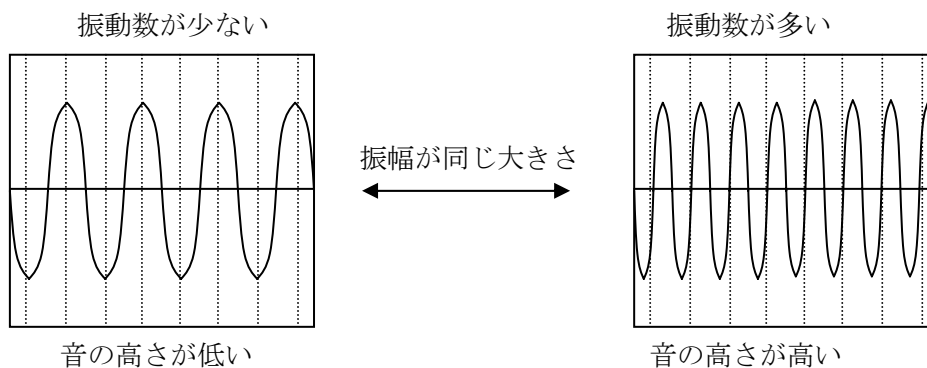 振動数が少ない
振動数が多い
振幅が同じ大きさ
音の高さが低い
音の高さが高い